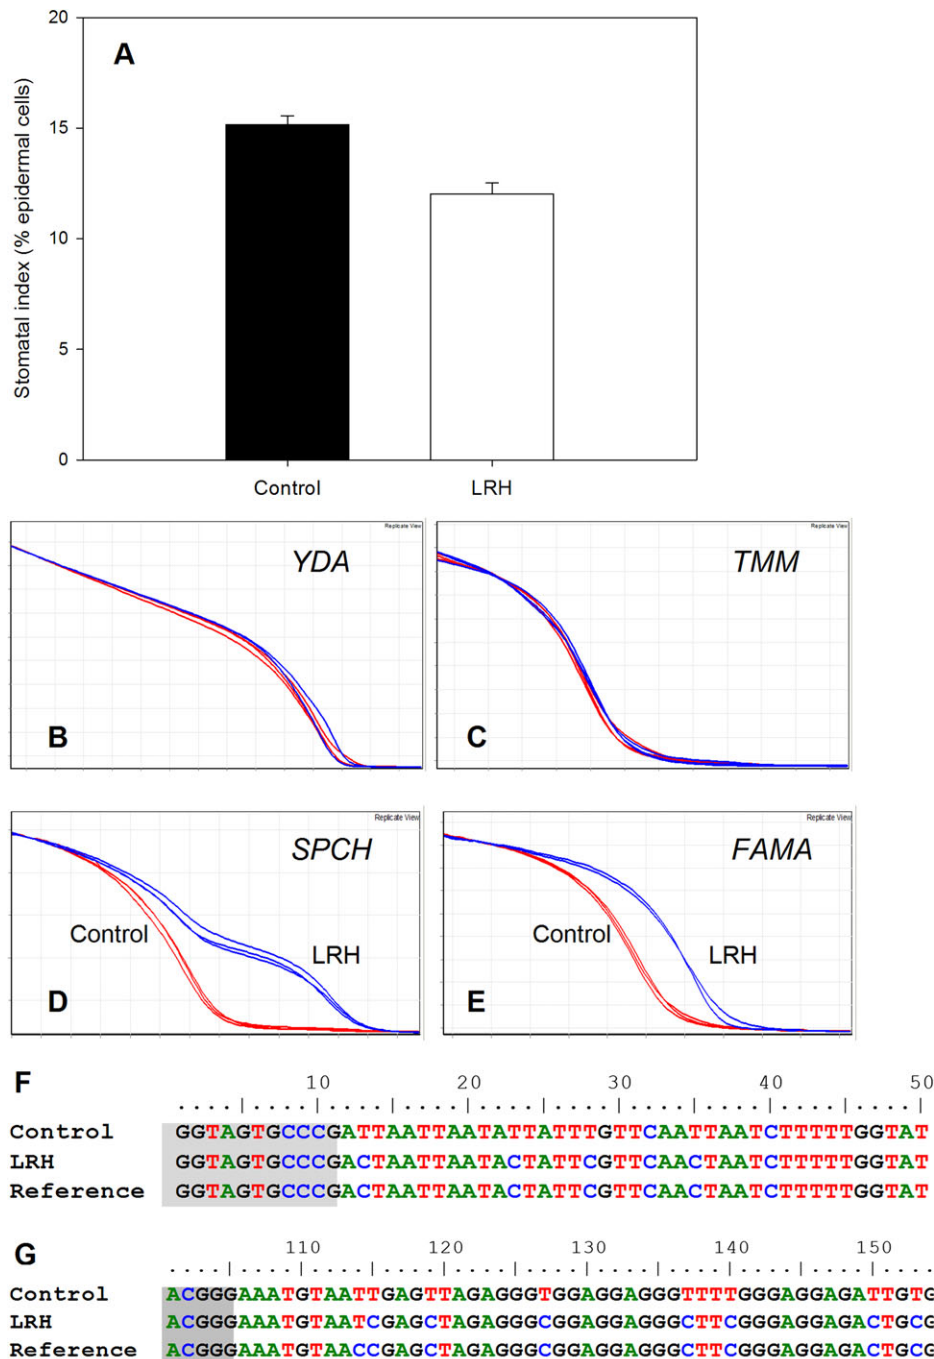 A
Stomatal index (% epidermal cells)
20
15
10
5
0
Control
LRH
Replicate View
YDA
B
Replicate View
TMM
C
Replicate View
SPCH
Control
LRH
D
Replicate View
FAMA
Control
LRH
E
F
10 20 30 40 50
Control GGTAGTGCCCGATTAATTAATATTATTTGTTCAATTAATCTTTTTGGTAT
LRH GGTAGTGCCCGACTAATTAATACTATTCGTTCAACTAATCTTTTTGGTAT
Reference GGTAGTGCCCGACTAATTAATACTATTCGTTCAACTAATCTTTTTGGTAT
G
110 120 130 140 150
Control ACGGGAAATGTAATTGAGTTAGAGGGTGGAGGAGGGTTTTGGGAGGAGATTGTG
LRH ACGGGAAATGTAATCGAGCTAGAGGGCGGAGGAGGGCTTCGGGAGGAGACTGCG
Reference ACGGGAAATGTAACCGAGCTAGAGGGCGGAGGAGGGCTTCGGGAGGAGACTGCG